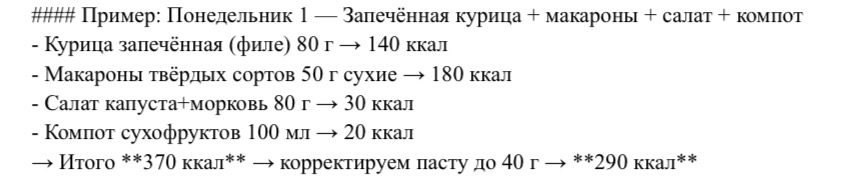 #### Пример: Понедельник 1 — Запечённая курица + макароны + салат + компот
- Курица запечённая (филе) 80 г → 140 ккал
- Макароны твёрдых сортов 50 г сухие → 180 ккал
- Салат капуста+морковь 80 г → 30 ккал
- Компот сухофруктов 100 мл → 20 ккал
→ Итого **370 ккал** → корректируем пасту до 40 г → **290 ккал**